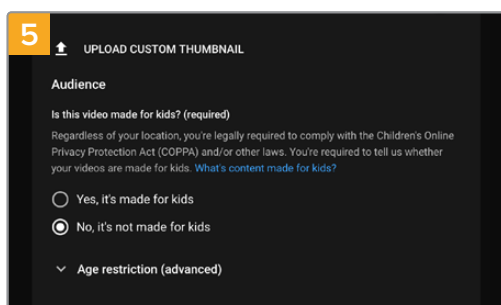 5
UPLOAD CUSTOM THUMBNAIL
Audience
Is this video made for kids? (required)
Regardless of your location, you're legally required to comply with the Children's Online
Privacy Protection Act (COPPA) and/or other laws. You're required to tell us whether
your videos are made for kids. What's content made for kids?
Yes, it's made for kids
No, it's not made for kids
Age restriction (advanced)